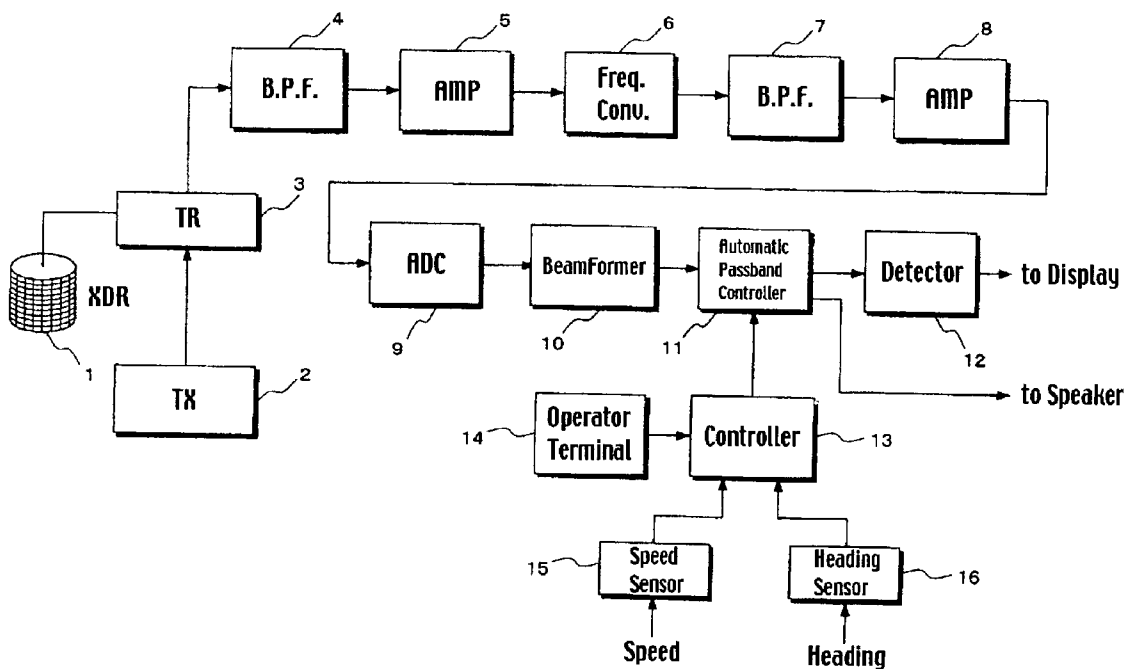 4
5
6
7
8
B.P.F.
AMP
Freq.
Conv.
B.P.F.
AMP
3
TR
XDR
1
2
TX
ADC
BeamFormer
Automatic
Passband
Controller
Detector
to Display
9
10
11
12
to Speaker
14
Operator
Terminal
Controller
13
15
Speed
Sensor
Heading
Sensor
16
Speed
Heading